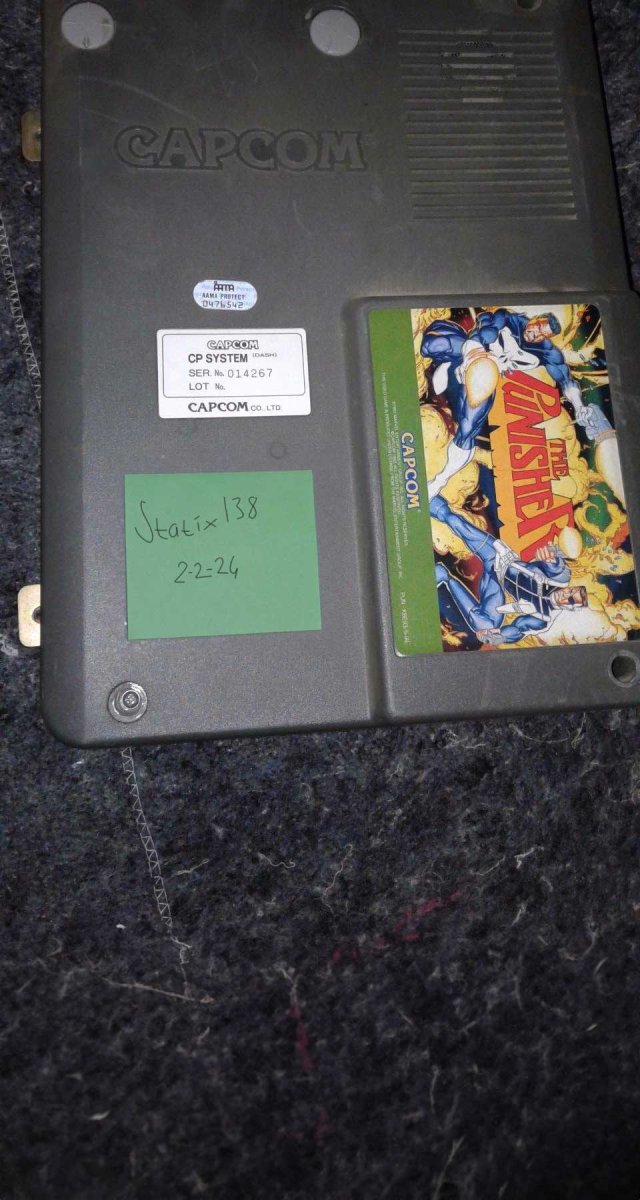 CAPCOM
AAMA
AAMA PROTECT
0476542
CAPCOM
CP SYSTEM (DASH)
SER. No. 014267
LOT No.
CAPCOM CO., LTD.
Statix138
2-2-24
THE
PUNISHER
CAPCOM